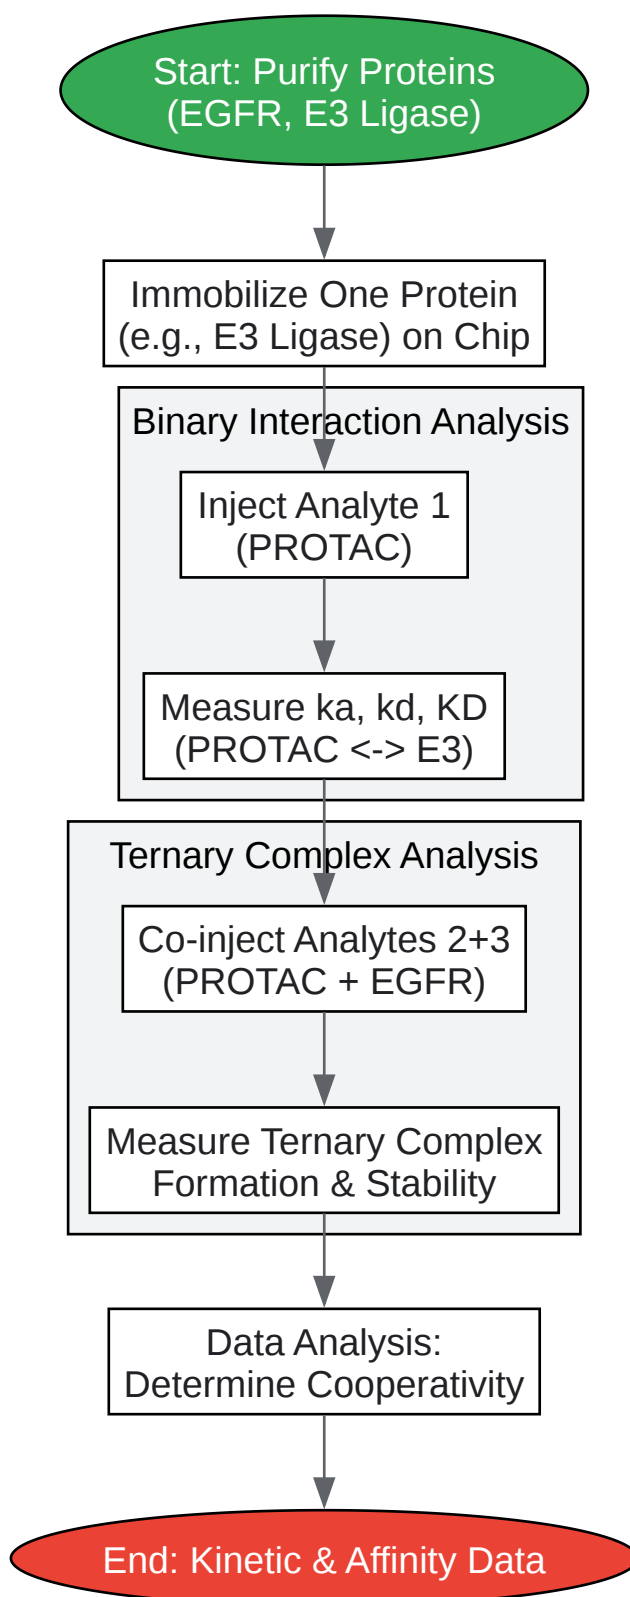 Start: Purify Proteins
(EGFR, E3 Ligase)
Immobilize One Protein
(e.g., E3 Ligase) on Chip
Binary Interaction Analysis
Inject Analyte 1
(PROTAC)
Measure ka, kd, KD
(PROTAC <-> E3)
Ternary Complex Analysis
Co-inject Analytes 2+3
(PROTAC + EGFR)
Measure Ternary Complex
Formation & Stability
Data Analysis:
Determine Cooperativity
End: Kinetic & Affinity Data